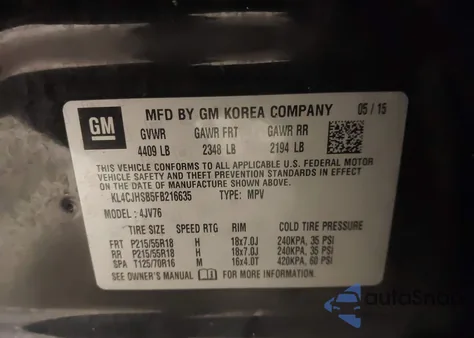 GM
MFD BY GM KOREA COMPANY 05 / 15
GVWR GAWR FRT GAWR RR
4409 LB 2348 LB 2194 LB
THIS VEHICLE CONFORMS TO ALL APPLICABLE U.S. FEDERAL MOTOR
VEHICLE SAFETY AND THEFT PREVENTION STANDARDS IN EFFECT
ON THE DATE OF MANUFACTURE SHOWN ABOVE.
KL4CJHSB5FB216635 TYPE: MPV
MODEL: 4JV76
TIRE SIZE SPEED RTG RIM COLD TIRE PRESSURE
FRT P215/55R18 H 18x7.0J 240KPA, 35 PSI
RR P215/55R18 H 18x7.0J 240KPA, 35 PSI
SPA T125/70R16 M 16x4.0T 420KPA, 60 PSI
SEE OWNER'S MANUAL FOR MORE INFORMATION.
autoSnap